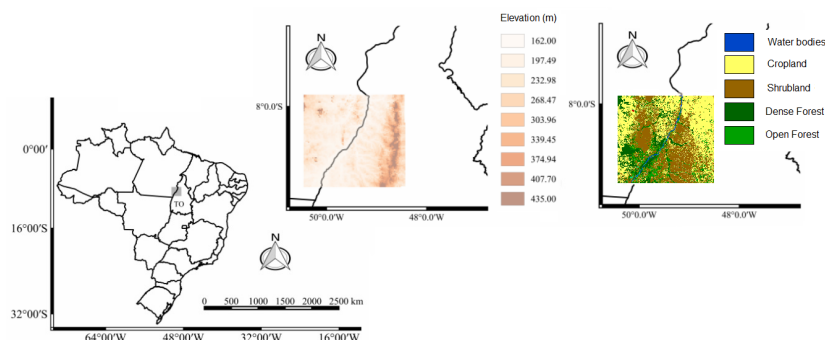 0°00'
16°00'S
32°00'S
64°00'W
48°00'W
32°00'W
16°00'W
TO
N
0 500 1000 1500 2000 2500 km
N
8°0.0'S
50°0.0'W
48°0.0'W
Elevation (m)
162.00
197.49
232.98
268.47
303.96
339.45
374.94
407.70
435.00
N
8°0.0'S
50°0.0'W
48°0.0'W
Water bodies
Cropland
Shrubland
Dense Forest
Open Forest